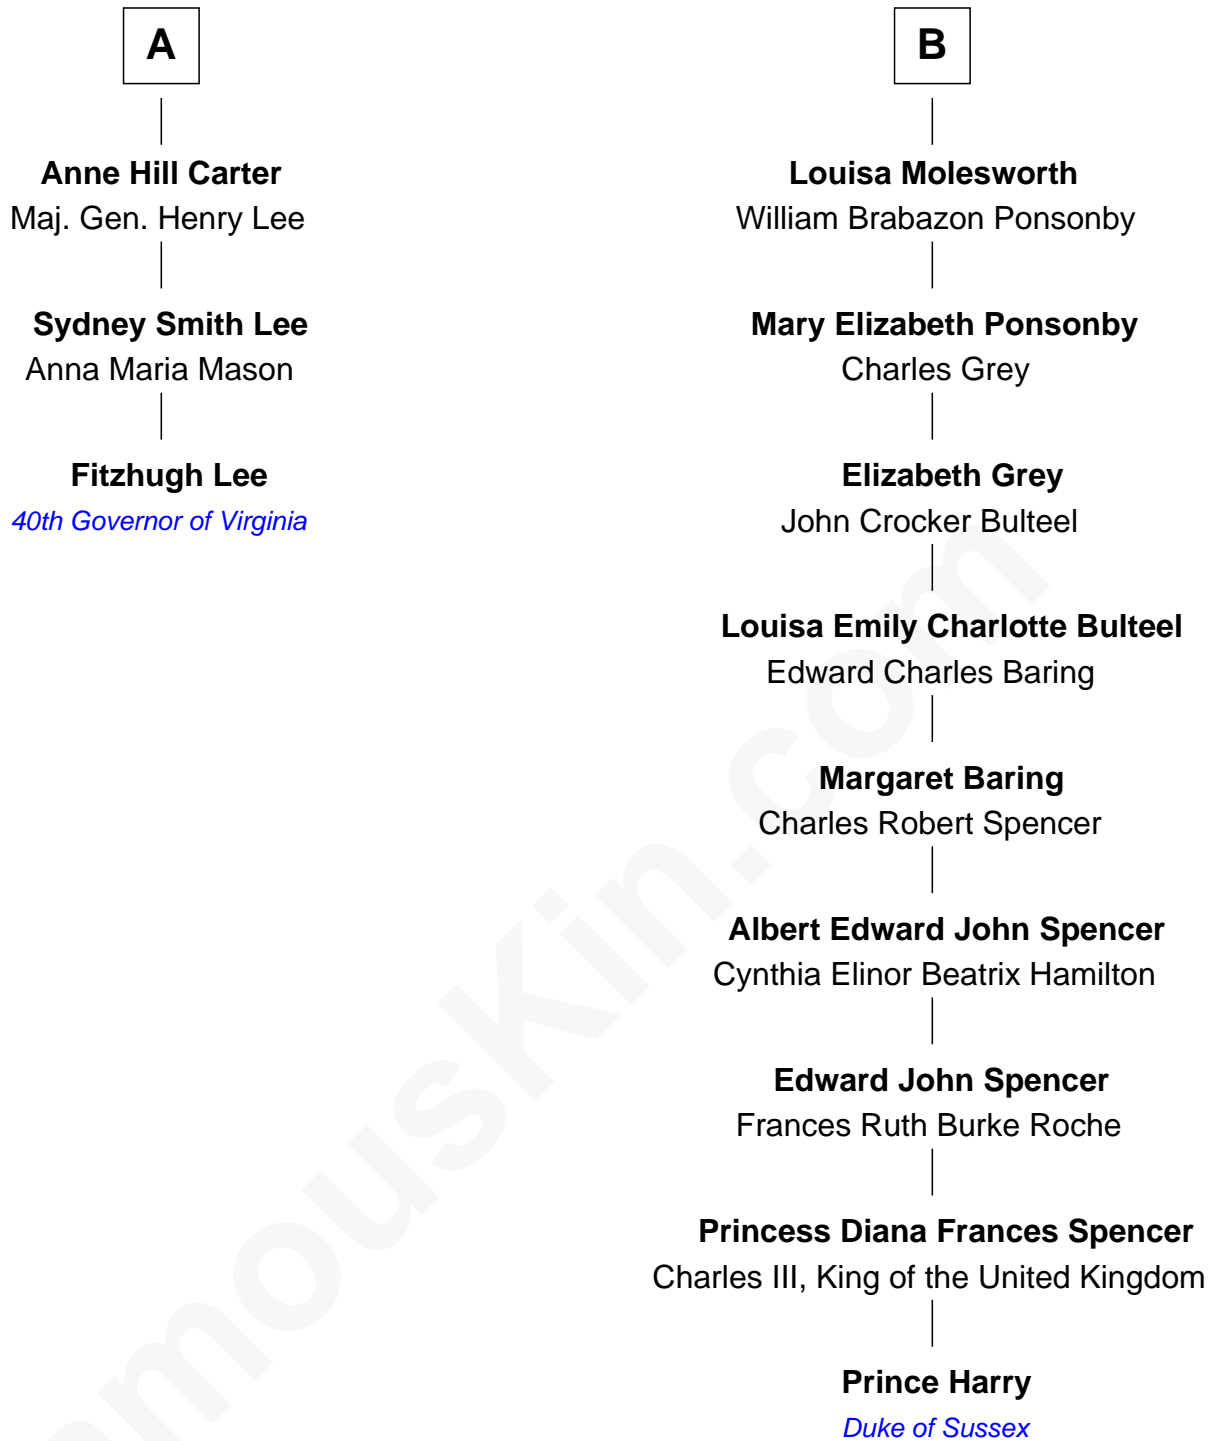 A
Anne Hill Carter
Maj. Gen. Henry Lee
Sydney Smith Lee
Anna Maria Mason
Fitzhugh Lee
40th Governor of Virginia
B
Louisa Molesworth
William Brabazon Ponsonby
Mary Elizabeth Ponsonby
Charles Grey
Elizabeth Grey
John Crocker Bulteel
Louisa Emily Charlotte Bulteel
Edward Charles Baring
Margaret Baring
Charles Robert Spencer
Albert Edward John Spencer
Cynthia Elinor Beatrix Hamilton
Edward John Spencer
Frances Ruth Burke Roche
Princess Diana Frances Spencer
Charles III, King of the United Kingdom
Prince Harry
Duke of Sussex